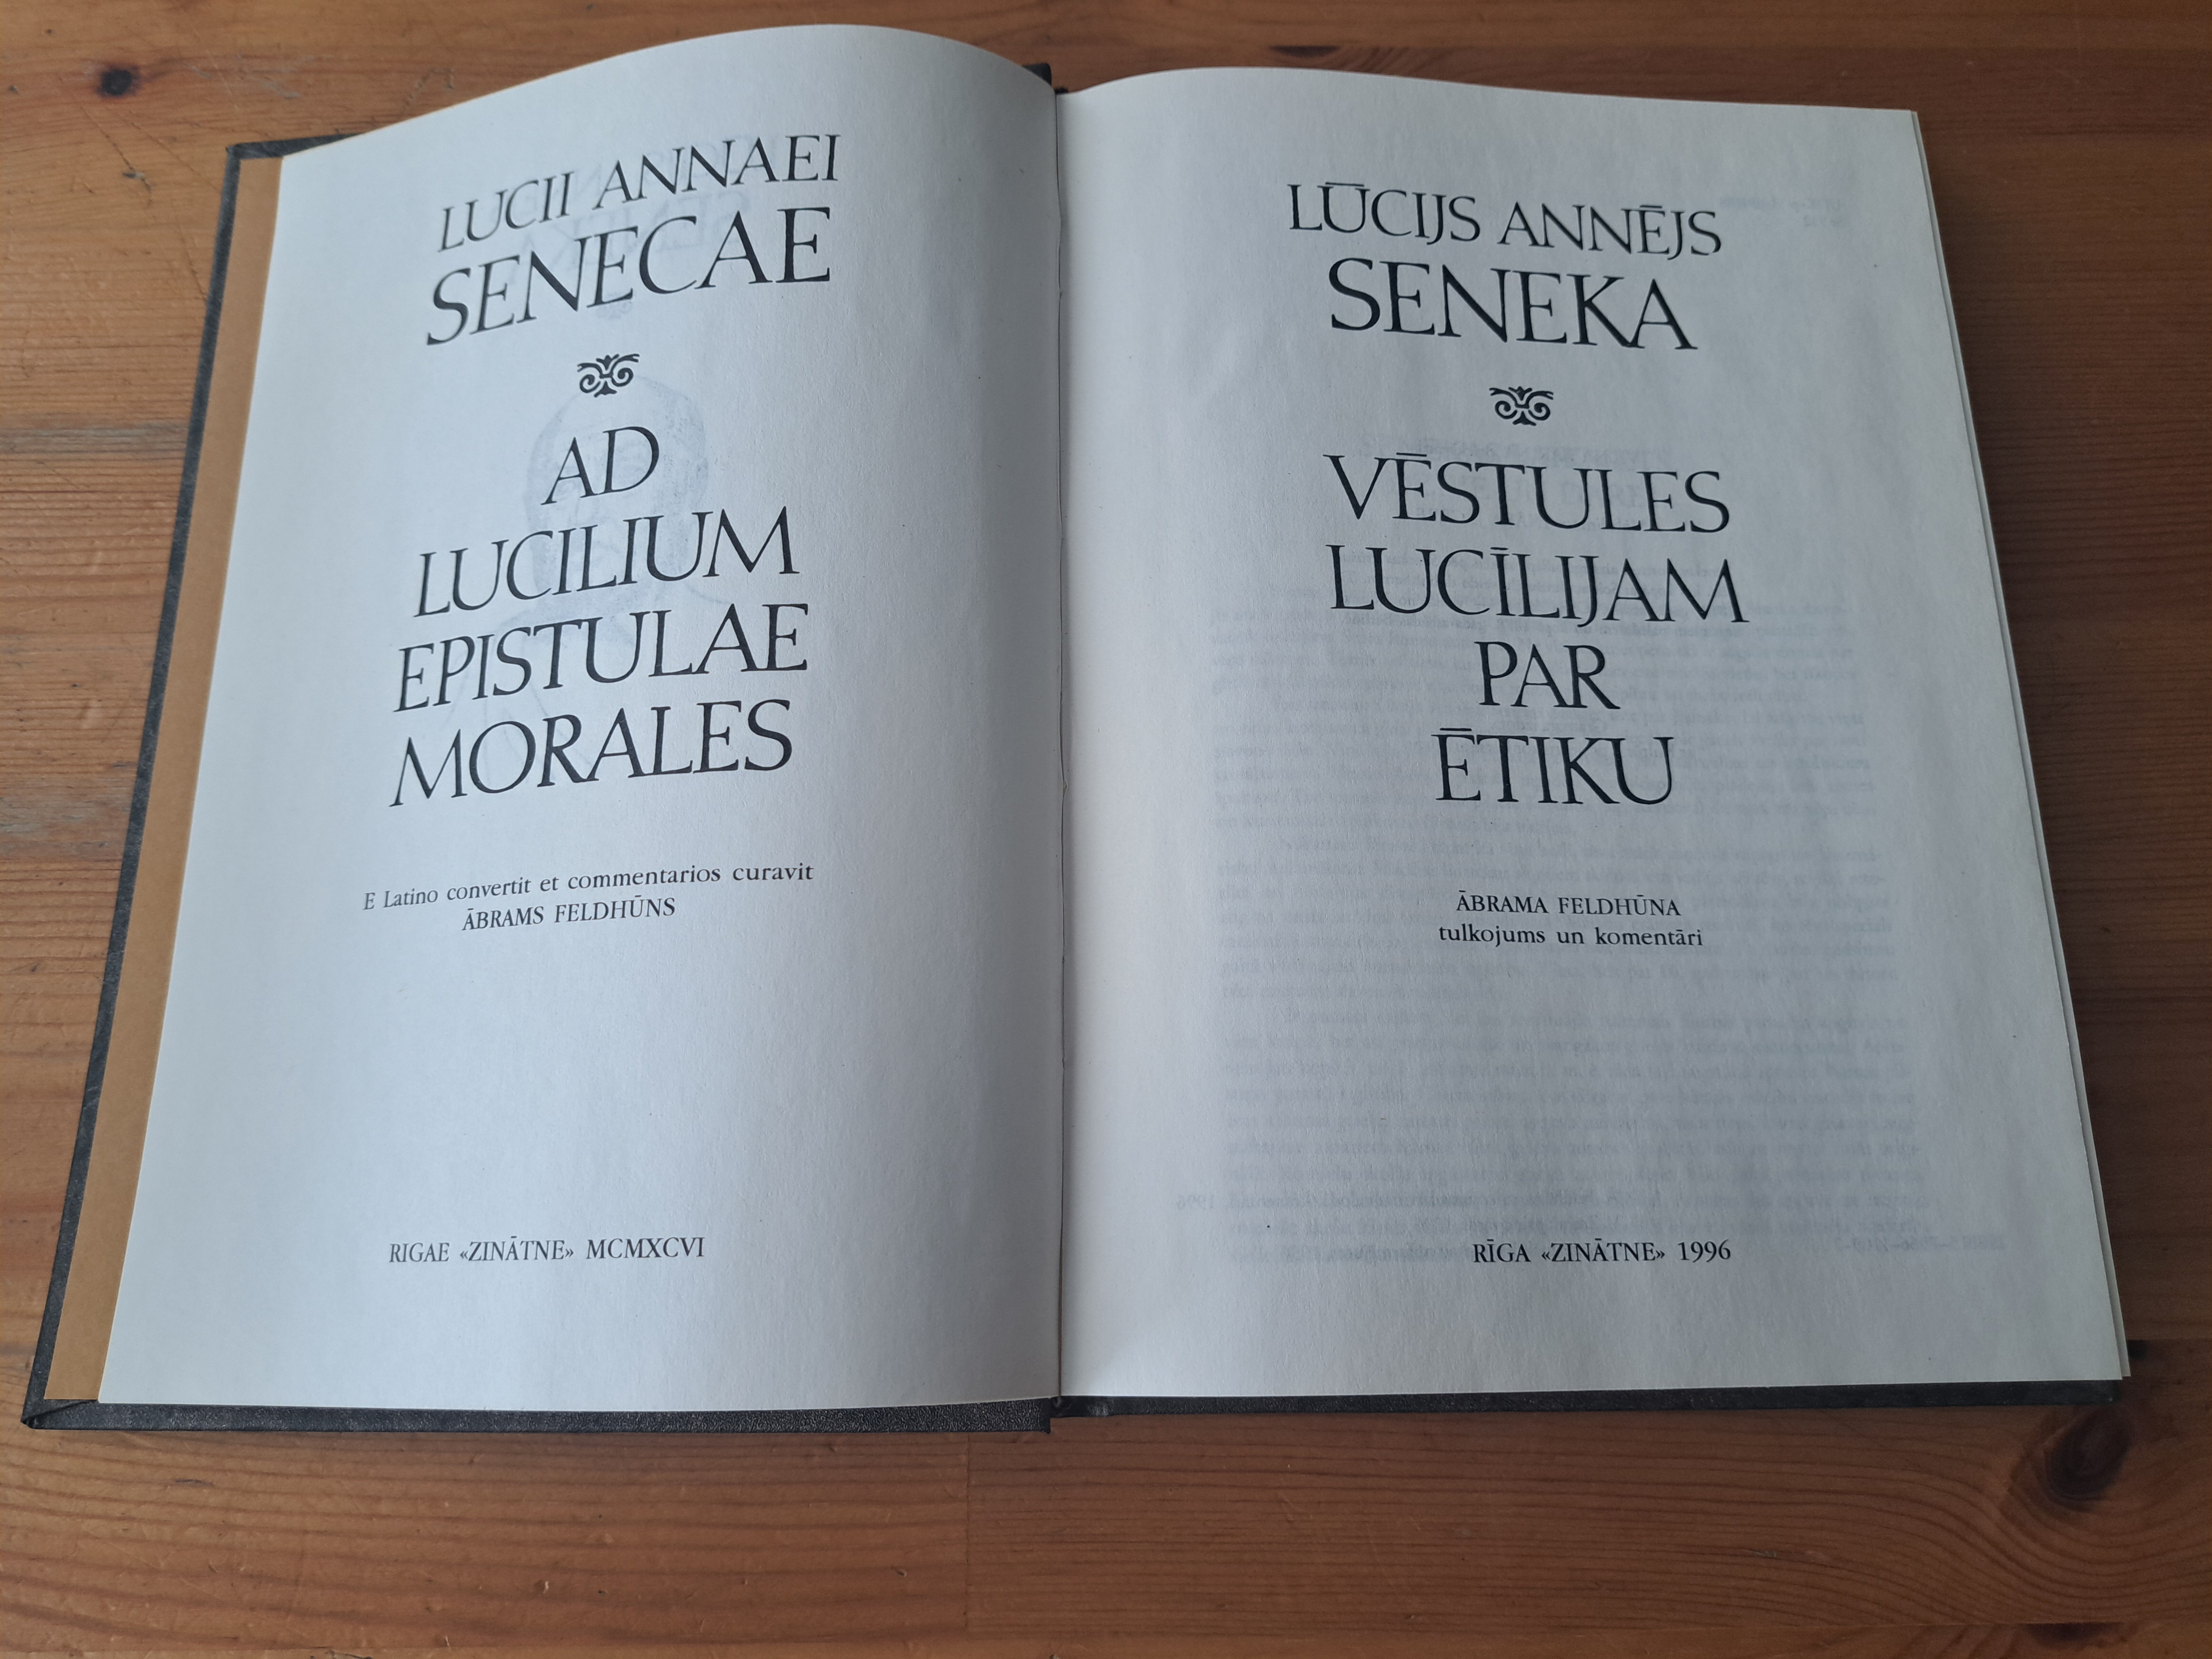 LUCII ANNAEI
SENECAE
AD
LUCILIUM
EPISTULAE
MORALES
E Latino convertit et commentarios curavit
ĀBRAMS FELDHŪNS
RIGAE «ZINĀTNE» MCMXCVI
LŪCIJS ANNĒJS
SENEKA
VĒSTULES
LUCĪLIJAM
PAR
ĒTIKU
ĀBRAMA FELDHŪNA
tulkojums un komentāri
RĪGA «ZINĀTNE» 1996